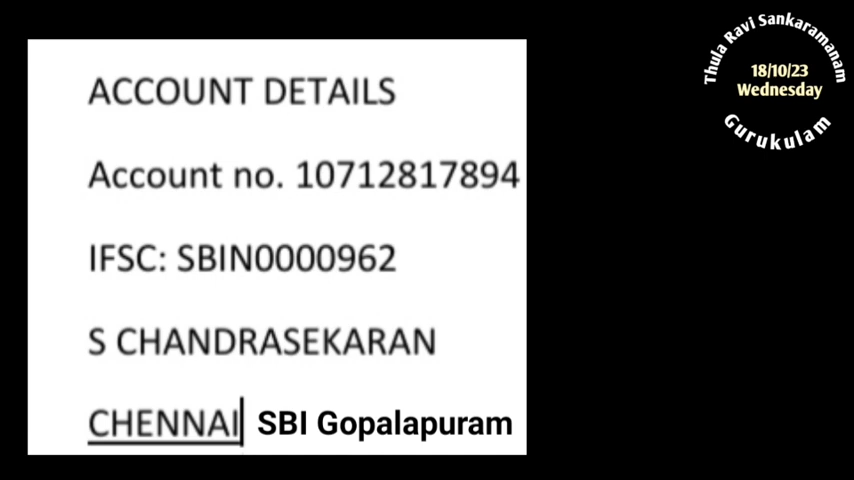 ACCOUNT DETAILS
Account no. 10712817894
IFSC: SBIN0000962
S CHANDRASEKARAN
CHENNAI SBI Gopalapuram
Thula Ravi Sankaramanam
18/10/23
Wednesday
Gurukulam